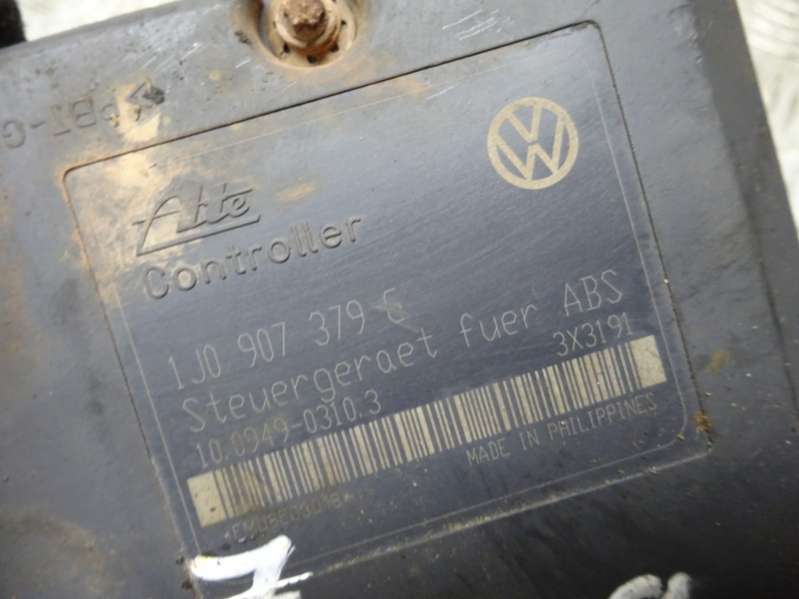 Ate
Controller
1J0 907 379
Steuergeraet fuer ABS
10.0949-0310.3
3X3191
MADE IN PHILIPPINES